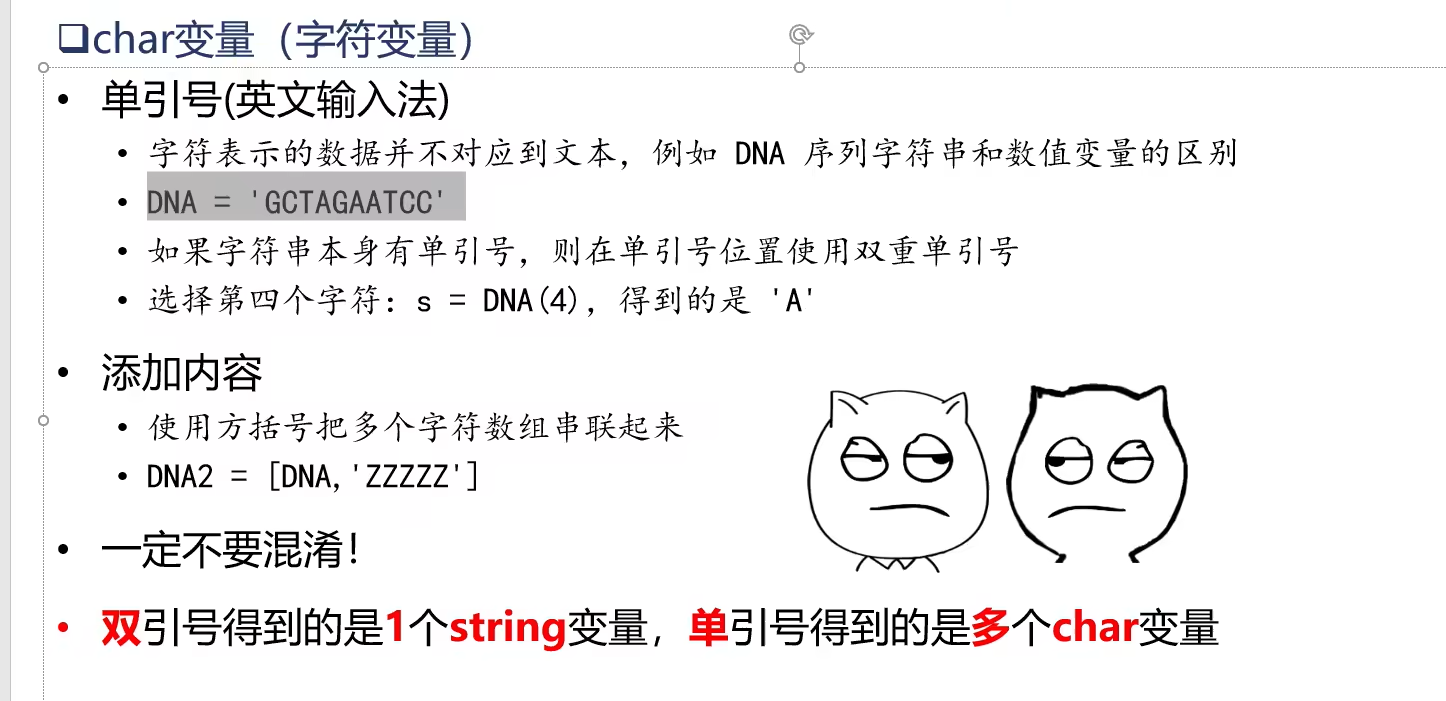 char变量（字符变量）
单引号(英文输入法)
字符表示的数据并不对应到文本，例如 DNA 序列字符串和数值变量的区别
DNA = 'GCTAGAATCC'
如果字符串本身有单引号，则在单引号位置使用双重单引号
选择第四个字符：s = DNA(4)，得到的是 'A'
添加内容
使用方括号把多个字符数组串联起来
DNA2 = [DNA,'ZZZZZ']
一定不要混淆！
双引号得到的是1个string变量，单引号得到的是多个char变量